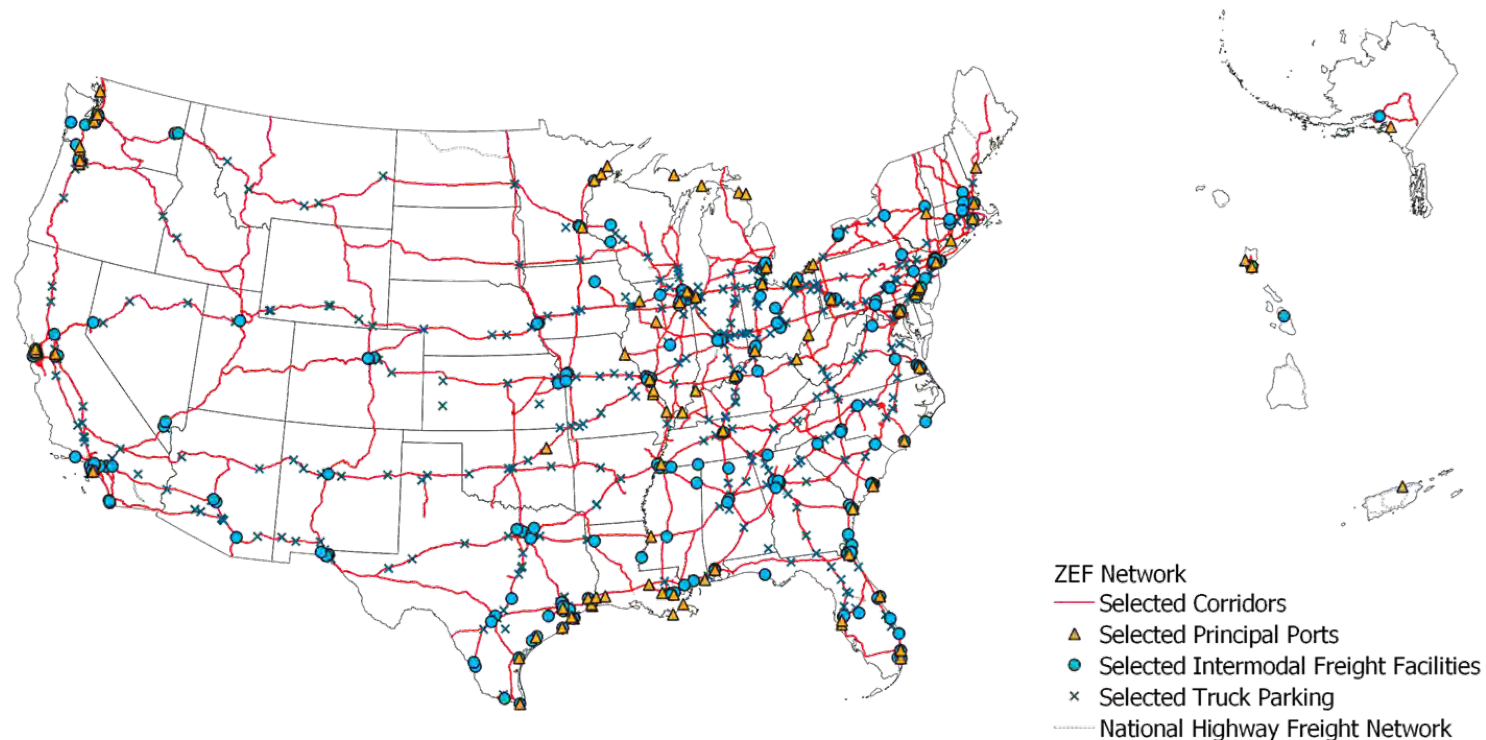 ZEF Network
Selected Corridors
Selected Principal Ports
Selected Intermodal Freight Facilities
Selected Truck Parking
National Highway Freight Network